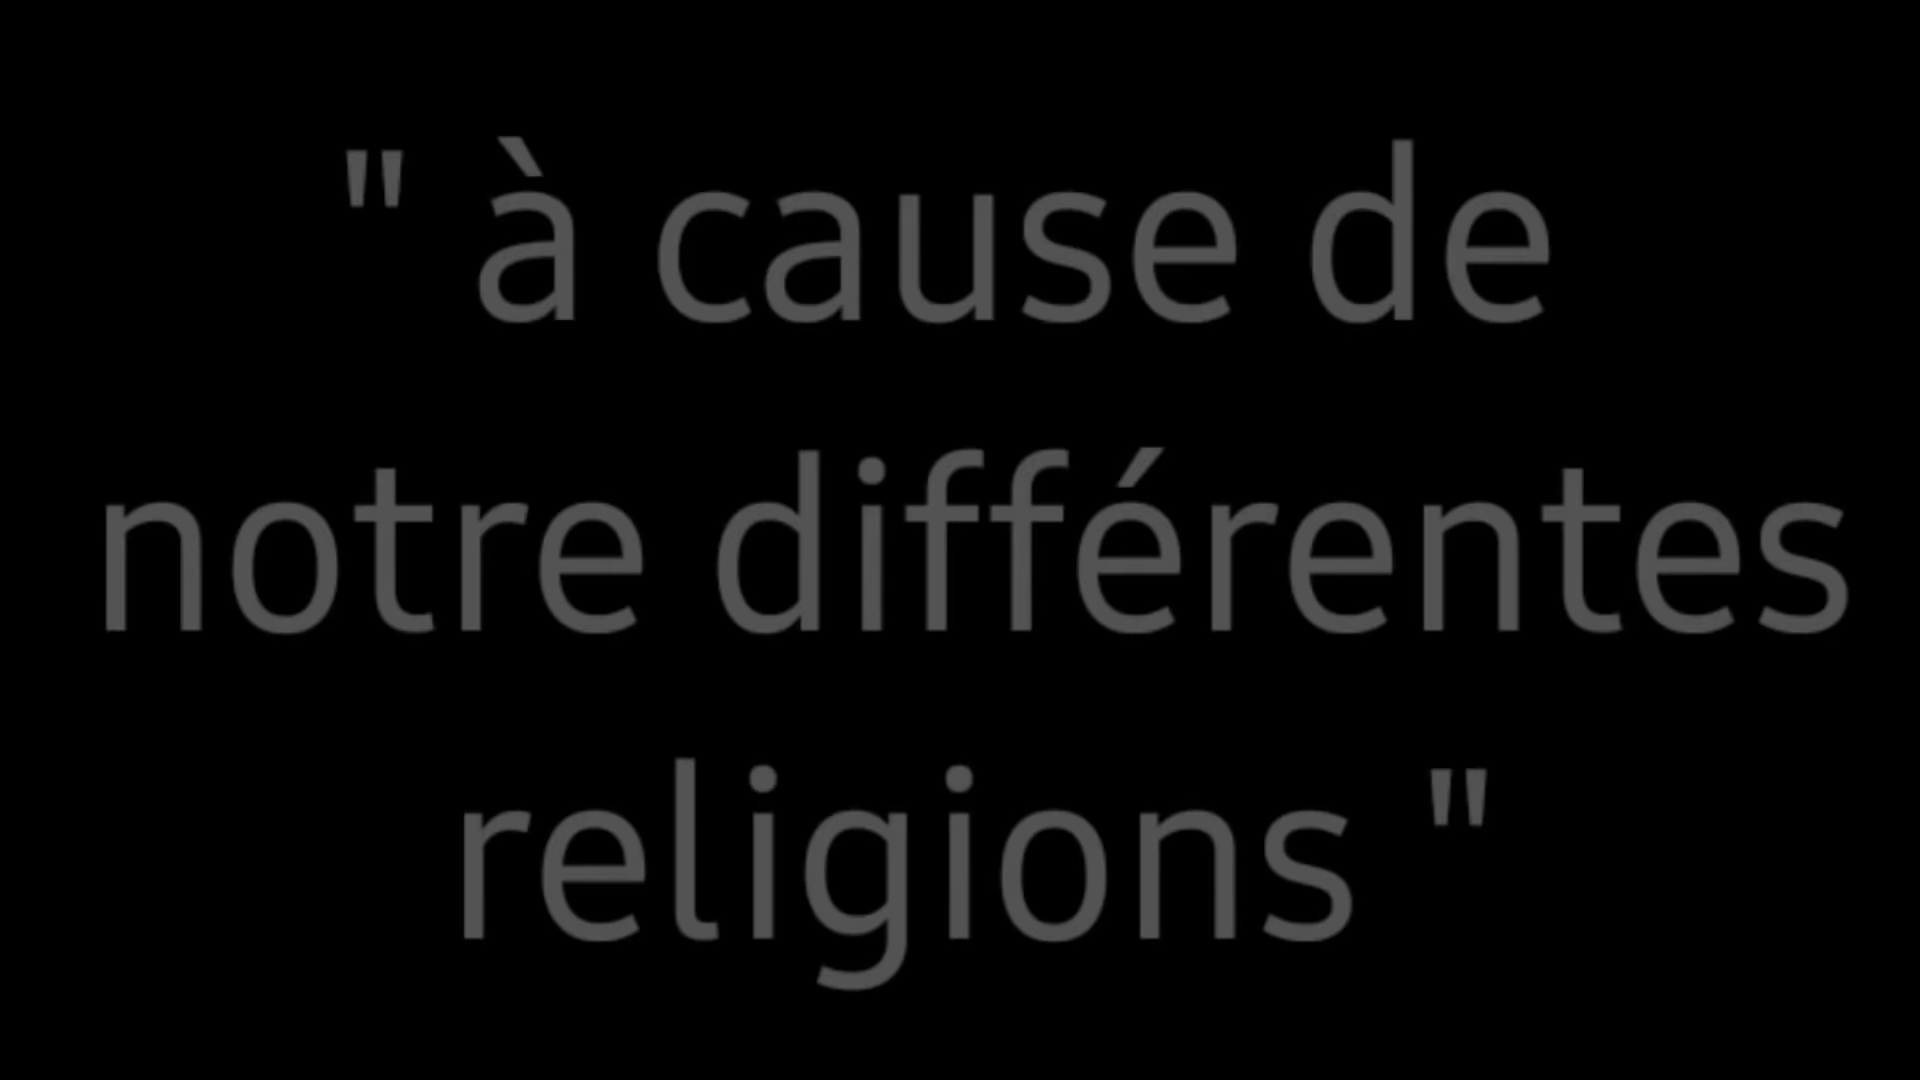 " à cause de
notre différentes
religions "